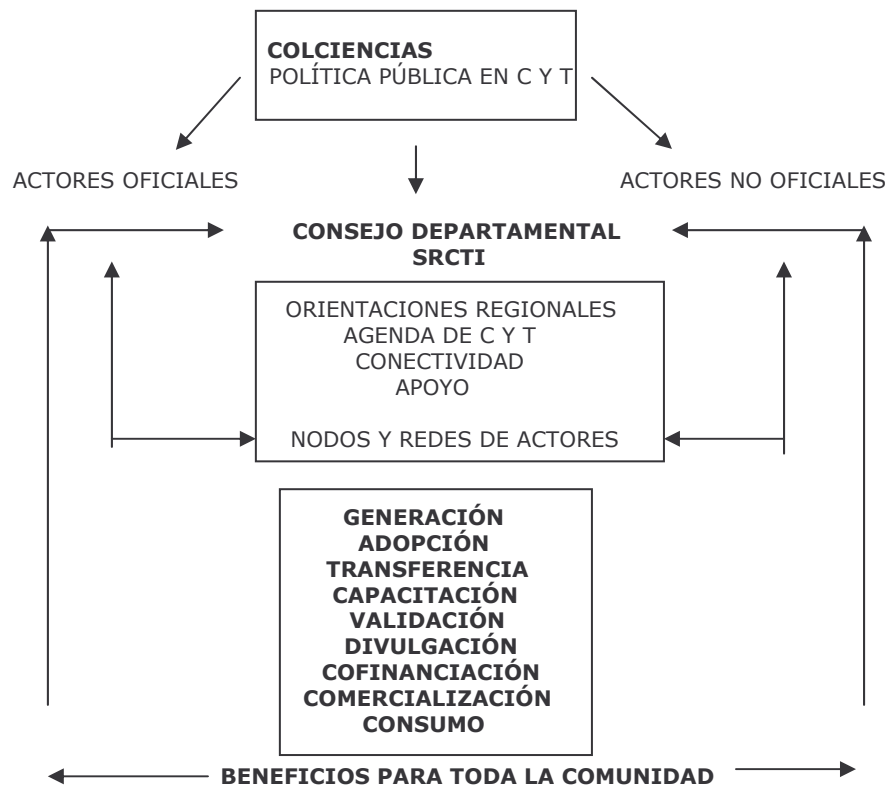 COLCIENCIAS
POLÍTICA PÚBLICA EN C Y T
ACTORES OFICIALES
ACTORES NO OFICIALES
CONSEJO DEPARTAMENTAL
SRCTI
ORIENTACIONES REGIONALES
AGENDA DE C Y T
CONECTIVIDAD
APOYO
NODOS Y REDES DE ACTORES
GENERACIÓN
ADOPCIÓN
TRANSFERENCIA
CAPACITACIÓN
VALIDACIÓN
DIVULGACIÓN
COFINANCIACIÓN
COMERCIALIZACIÓN
CONSUMO
BENEFICIOS PARA TODA LA COMUNIDAD